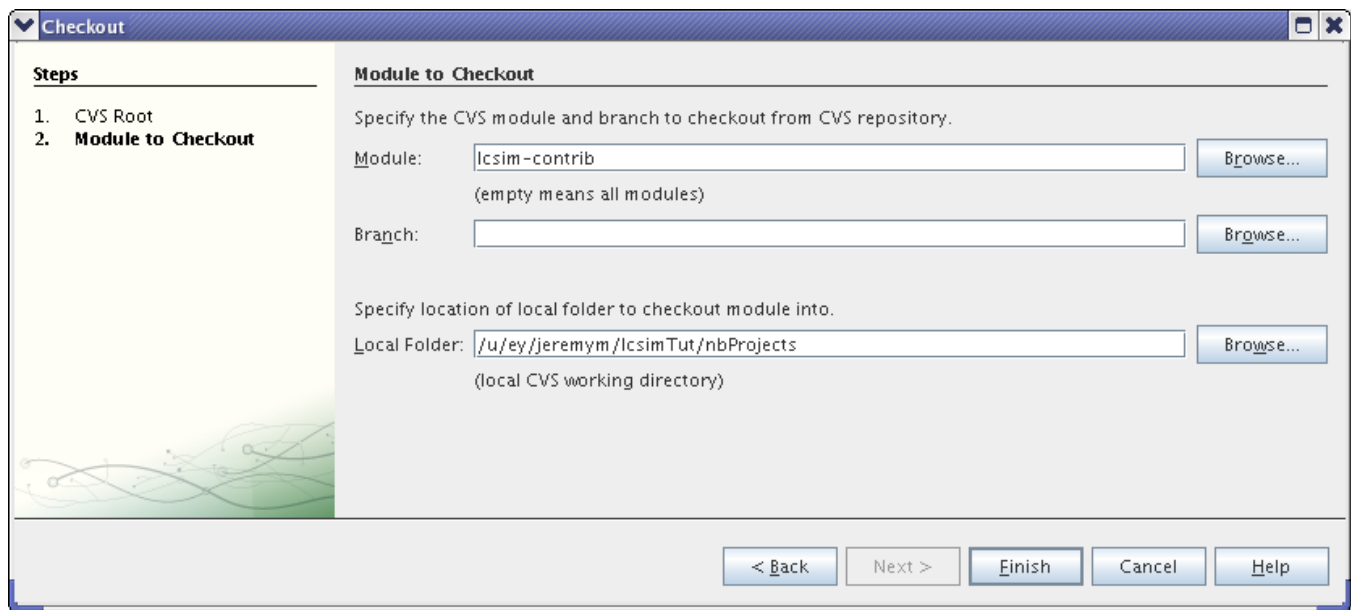 Checkout
Steps
1. CVS Root
2. Module to Checkout
Module to Checkout
Specify the CVS module and branch to checkout from CVS repository.
Module: lcsim-contrib Browse...
(empty means all modules)
Branch: Browse...
Specify location of local folder to checkout module into.
Local Folder: /u/ey/jeremym/lcsimTut/nbProjects Browse...
(local CVS working directory)
< Back Next > Finish Cancel Help